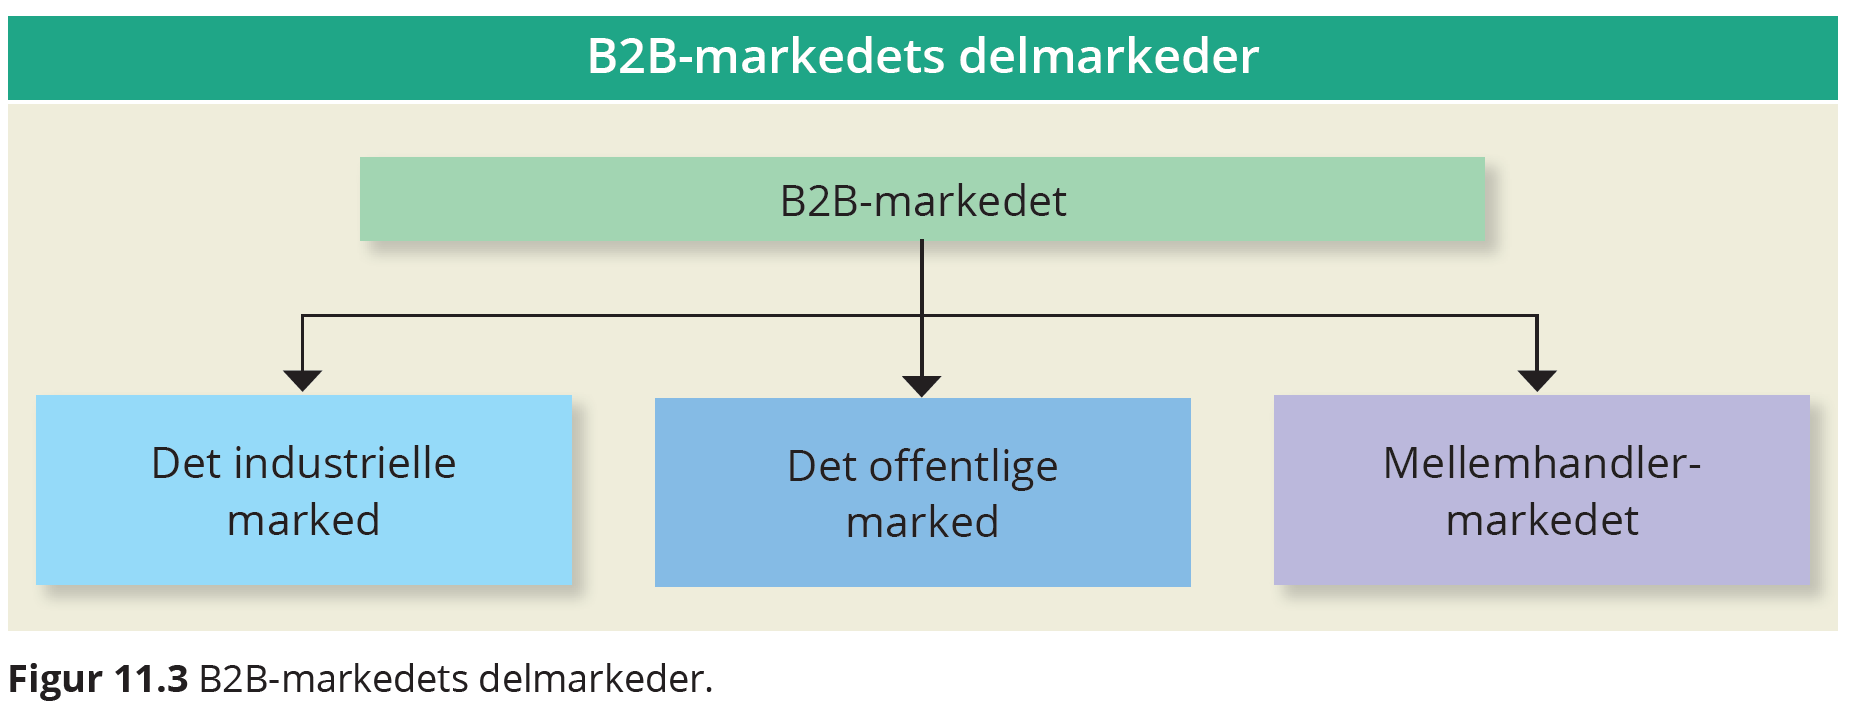 B2B-markedets delmarkeder
B2B-markedet
Det industrielle
marked
Det offentlige
marked
Mellemhandler-
markedet
Figur 11.3 B2B-markedets delmarkeder.